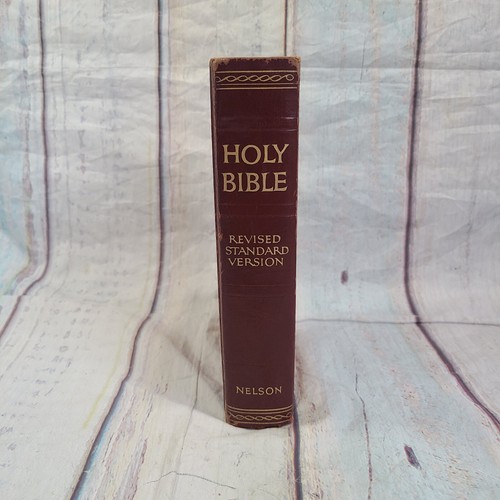 HOLY
BIBLE
REVISED
STANDARD
VERSION
NELSON